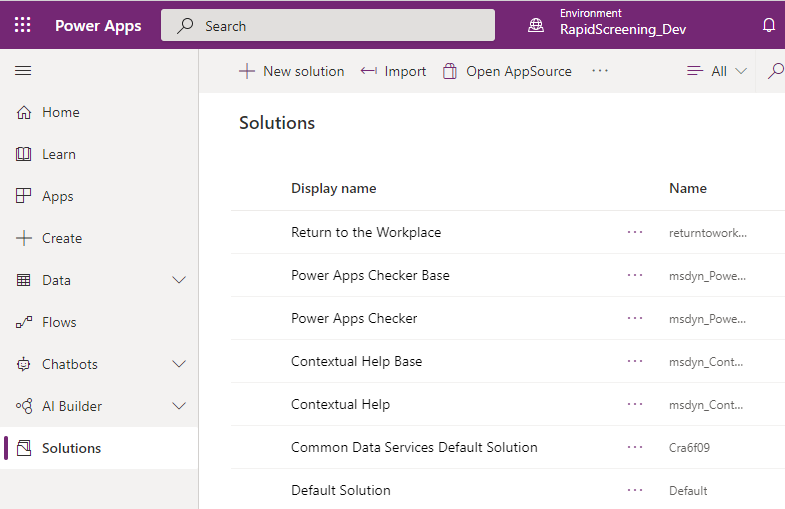 Power Apps
Search
Environment
RapidScreening_Dev
New solution
Import
Open AppSource
...
All
Home
Learn
Apps
Create
Data
Flows
Chatbots
AI Builder
Solutions
Solutions
Display name Name
Return to the Workplace ... returntowork...
Power Apps Checker Base ... msdyn_Powe...
Power Apps Checker ... msdyn_Powe...
Contextual Help Base ... msdyn_Cont...
Contextual Help ... msdyn_Cont...
Common Data Services Default Solution ... Cra6f09
Default Solution ... Default